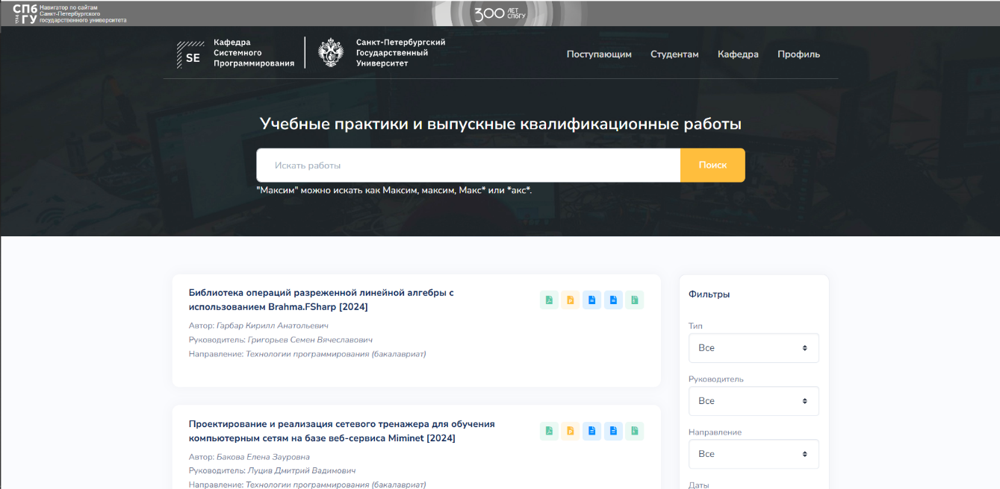 СПбГУ
Навигатор по сайтам
Санкт-Петербургского
государственного университета
300 ЛЕТ СПБГУ
SE
Кафедра
Системного
Программирования
Санкт-Петербургский
Государственный
Университет
Поступающим Студентам Кафедра Профиль
Учебные практики и выпускные квалификационные работы
Искать работы
Поиск
"Максим" можно искать как Максим, максим, Макс* или *акс*.
Библиотека операций разреженной линейной алгебры с
использованием Brahma.FSharp [2024]
Автор: Гарбар Кирилл Анатольевич
Руководитель: Григорьев Семен Вячеславович
Направление: Технологии программирования (бакалавриат)
Проектирование и реализация сетевого тренажера для обучения
компьютерным сетям на базе веб-сервиса Miminet [2024]
Автор: Бакова Елена Зауровна
Руководитель: Луцив Дмитрий Вадимович
Направление: Технологии программирования (бакалавриат)
Фильтры
Тип
Все
Руководитель
Все
Направление
Все
Даты